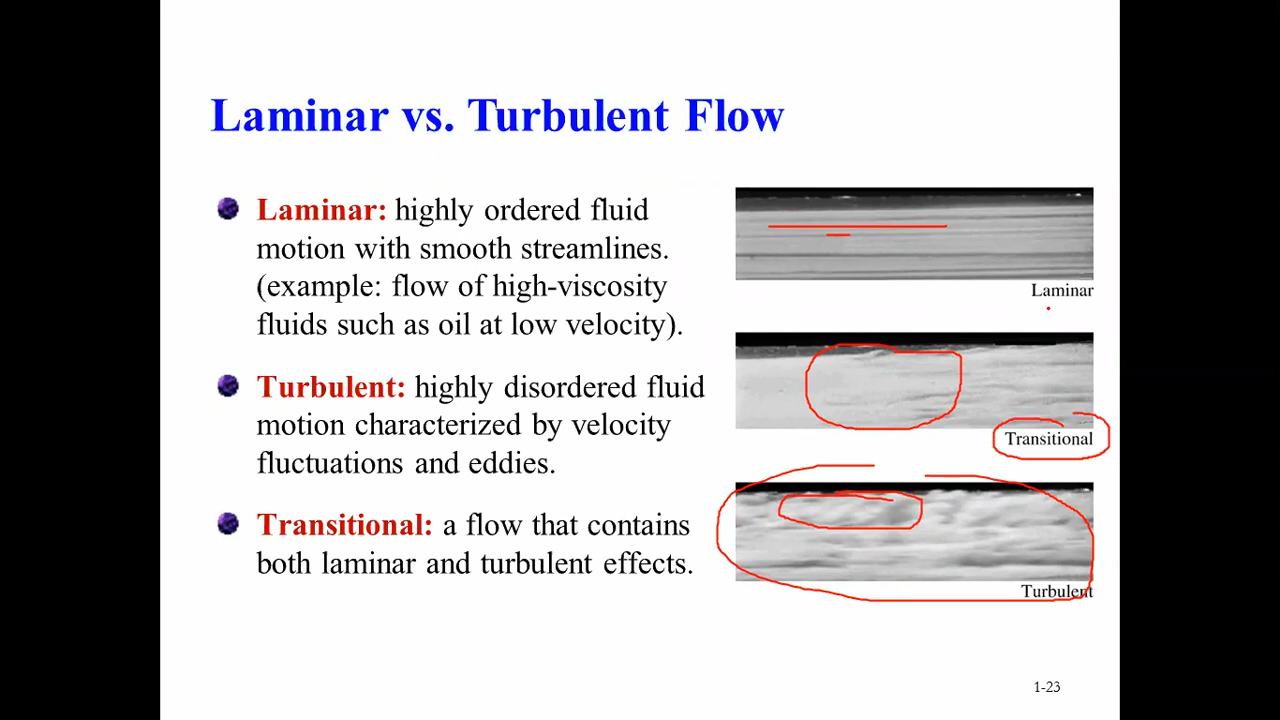 Laminar vs. Turbulent Flow
Laminar: highly ordered fluid
motion with smooth streamlines.
(example: flow of high-viscosity
fluids such as oil at low velocity).
Turbulent: highly disordered fluid
motion characterized by velocity
fluctuations and eddies.
Transitional: a flow that contains
both laminar and turbulent effects.
Laminar
Transitional
Turbulent
1-23